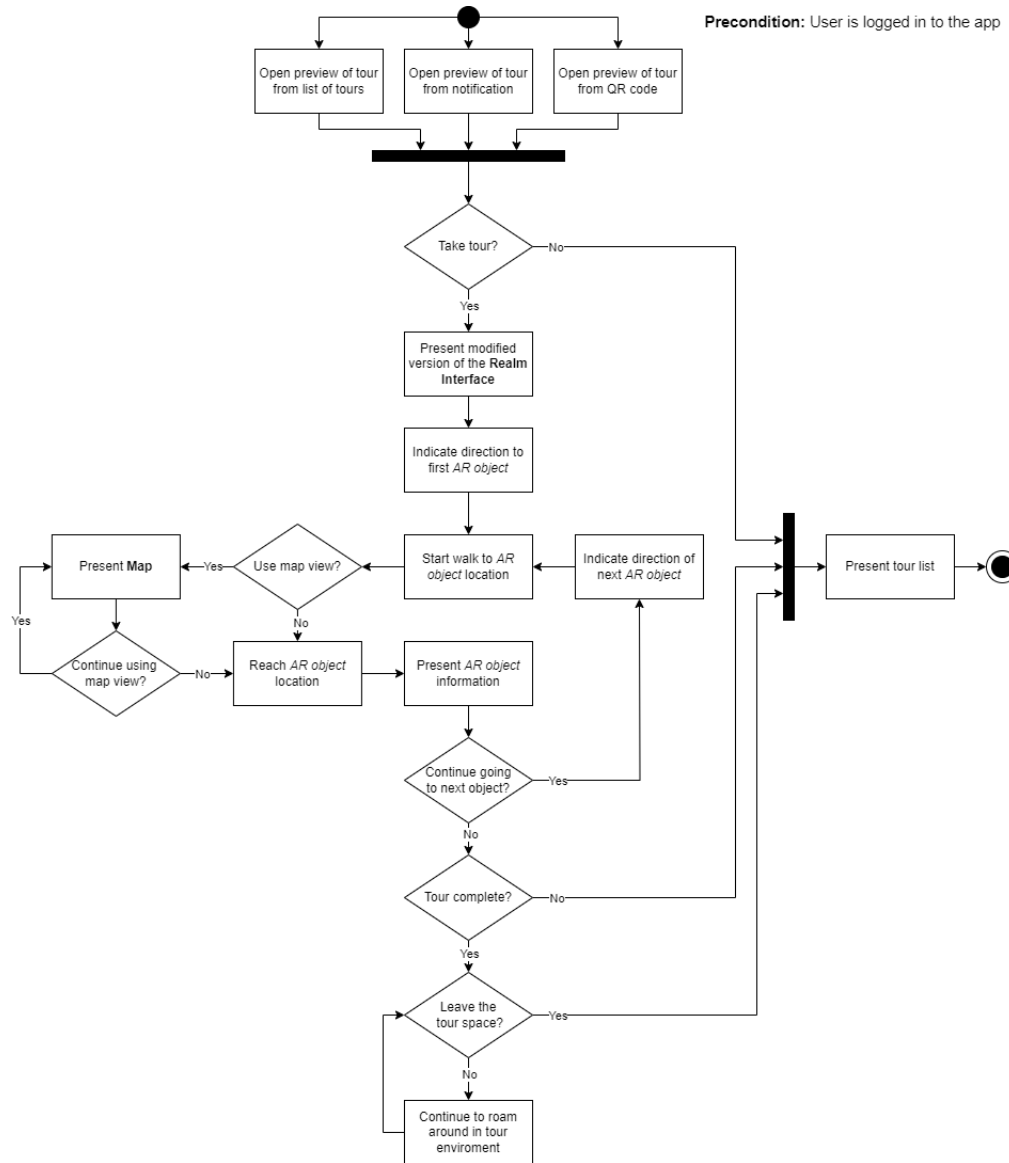 Precondition: User is logged in to the app
Open preview of tour
from list of tours
Open preview of tour
from notification
Open preview of tour
from QR code
Take tour?
No
Yes
Present modified
version of the Realm
Interface
Indicate direction to
first AR object
Present Map
Yes
Use map view?
Start walk to AR
object location
Indicate direction of
next AR object
Present tour list
Yes
No
Continue using
map view?
No
Reach AR object
location
Present AR object
information
Continue going
to next object?
Yes
No
Tour complete?
No
Yes
Leave the
tour space?
Yes
No
Continue to roam
around in tour
enviroment